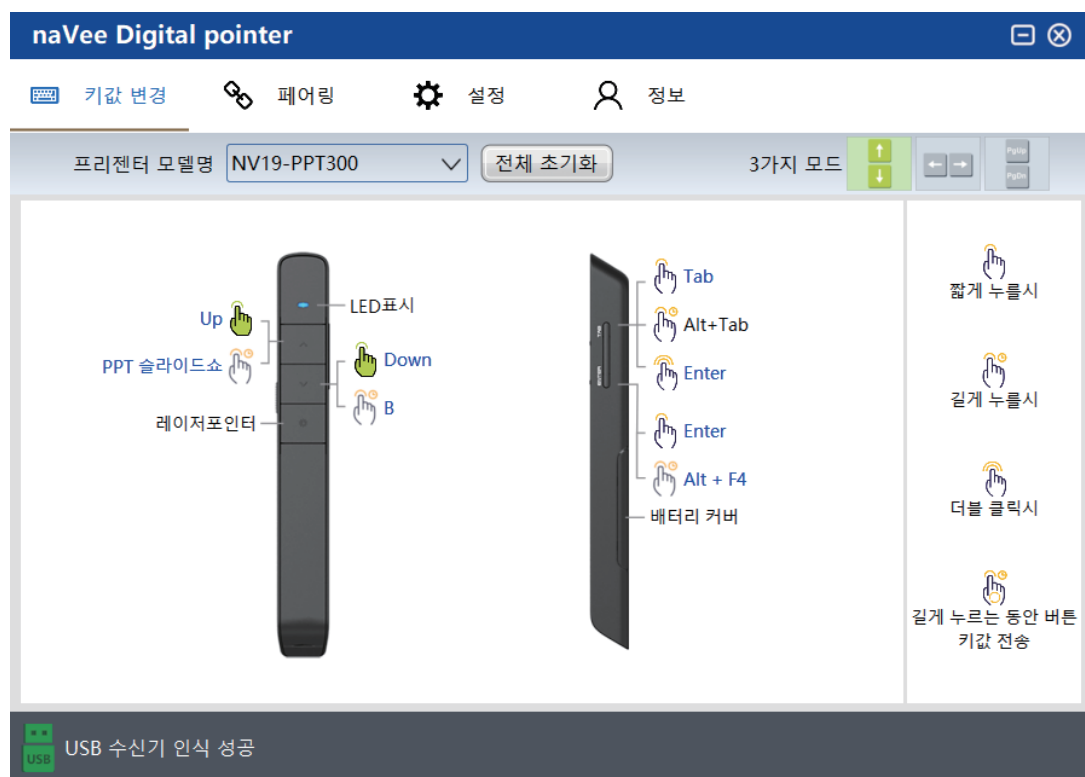 naVee Digital pointer
키값 변경
페어링
설정
정보
프리젠터 모델명
NV19-PPT300
전체 초기화
3가지 모드
PgUp
PgDn
Up
PPT 슬라이드쇼
레이저포인터
LED표시
Down
B
TAB
ENTER
Tab
Alt+Tab
Enter
Enter
Alt + F4
배터리 커버
짧게 누를시
길게 누를시
더블 클릭시
길게 누르는 동안 버튼
키값 전송
USB
USB 수신기 인식 성공